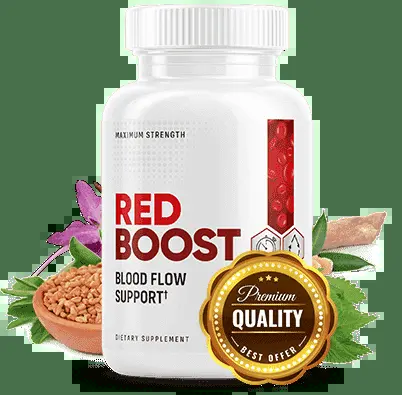 MAXIMUM STRENGTH
RED
BOOST
BLOOD FLOW
SUPPORT†
DIETARY SUPPLEMENT
Premium
QUALITY
BEST OFFER